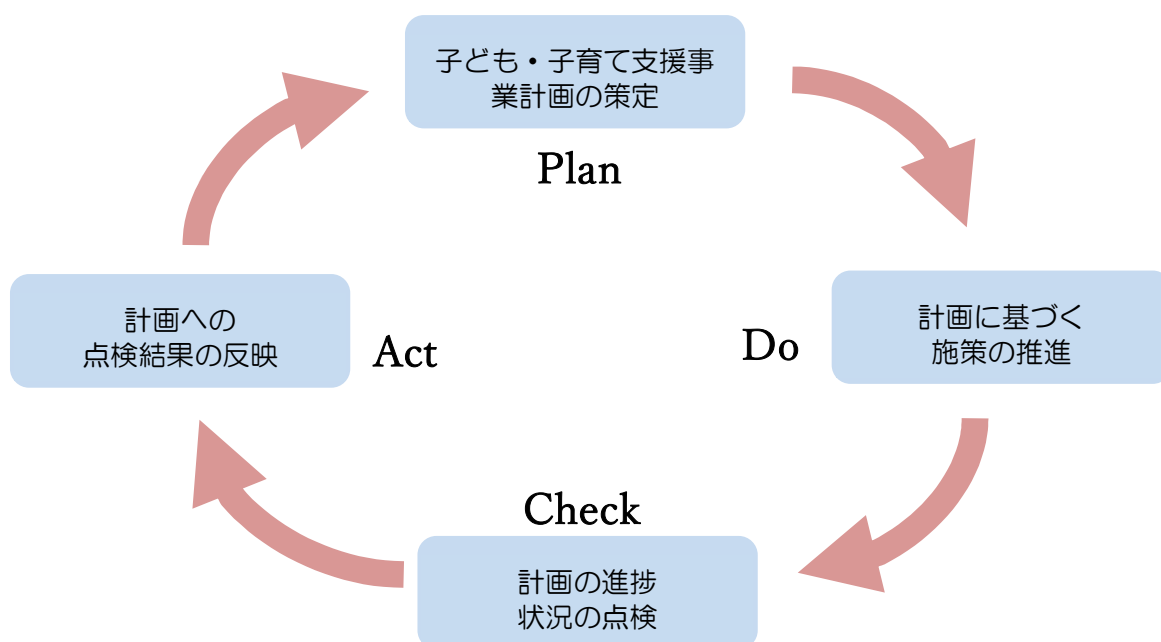 子ども・子育て支援事
業計画の策定
Plan
計画に基づく
施策の推進
Do
Check
計画の進捗
状況の点検
計画への
点検結果の反映
Act